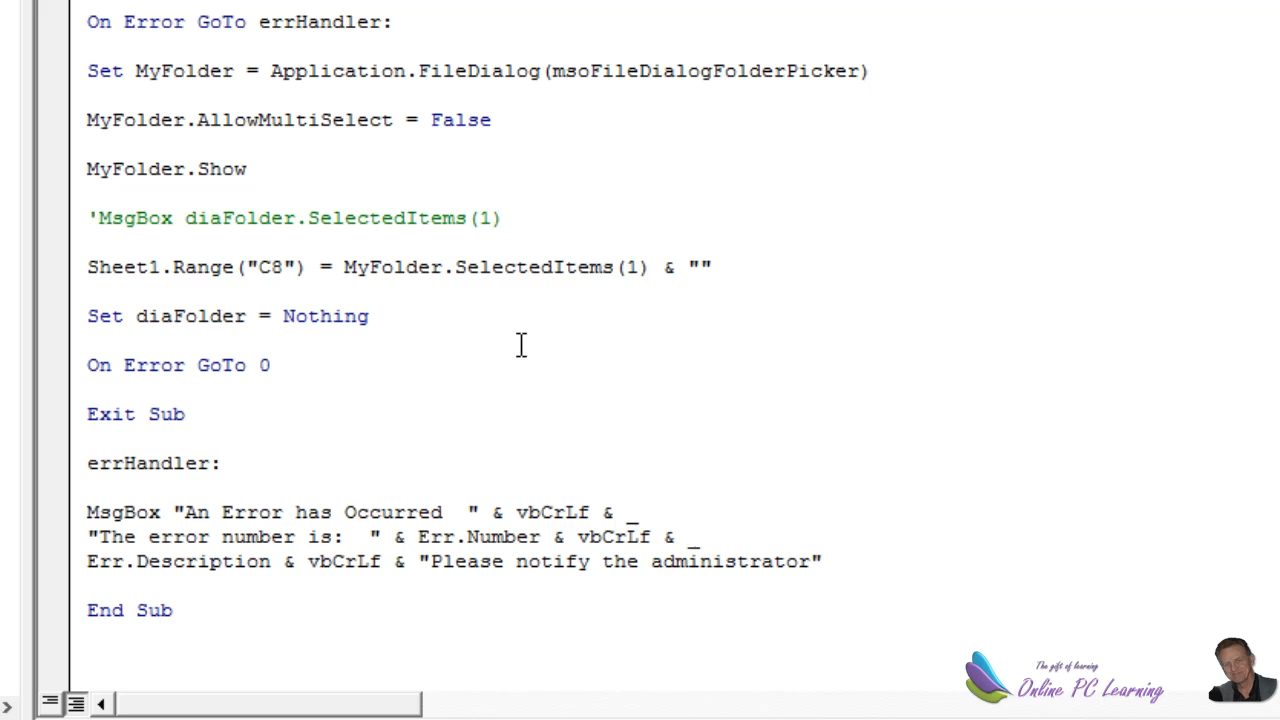 On Error GoTo errHandler:
Set MyFolder = Application.FileDialog(msoFileDialogFolderPicker)
MyFolder.AllowMultiSelect = False
MyFolder.Show
'MsgBox diaFolder.SelectedItems(1)
Sheet1.Range("C8") = MyFolder.SelectedItems(1) & ""
Set diaFolder = Nothing
On Error GoTo 0
Exit Sub
errHandler:
MsgBox "An Error has Occurred  " & vbCrLf & _
"The error number is:  " & Err.Number & vbCrLf & _
Err.Description & vbCrLf & "Please notify the administrator"
End Sub
The gift of learning
Online PC Learning